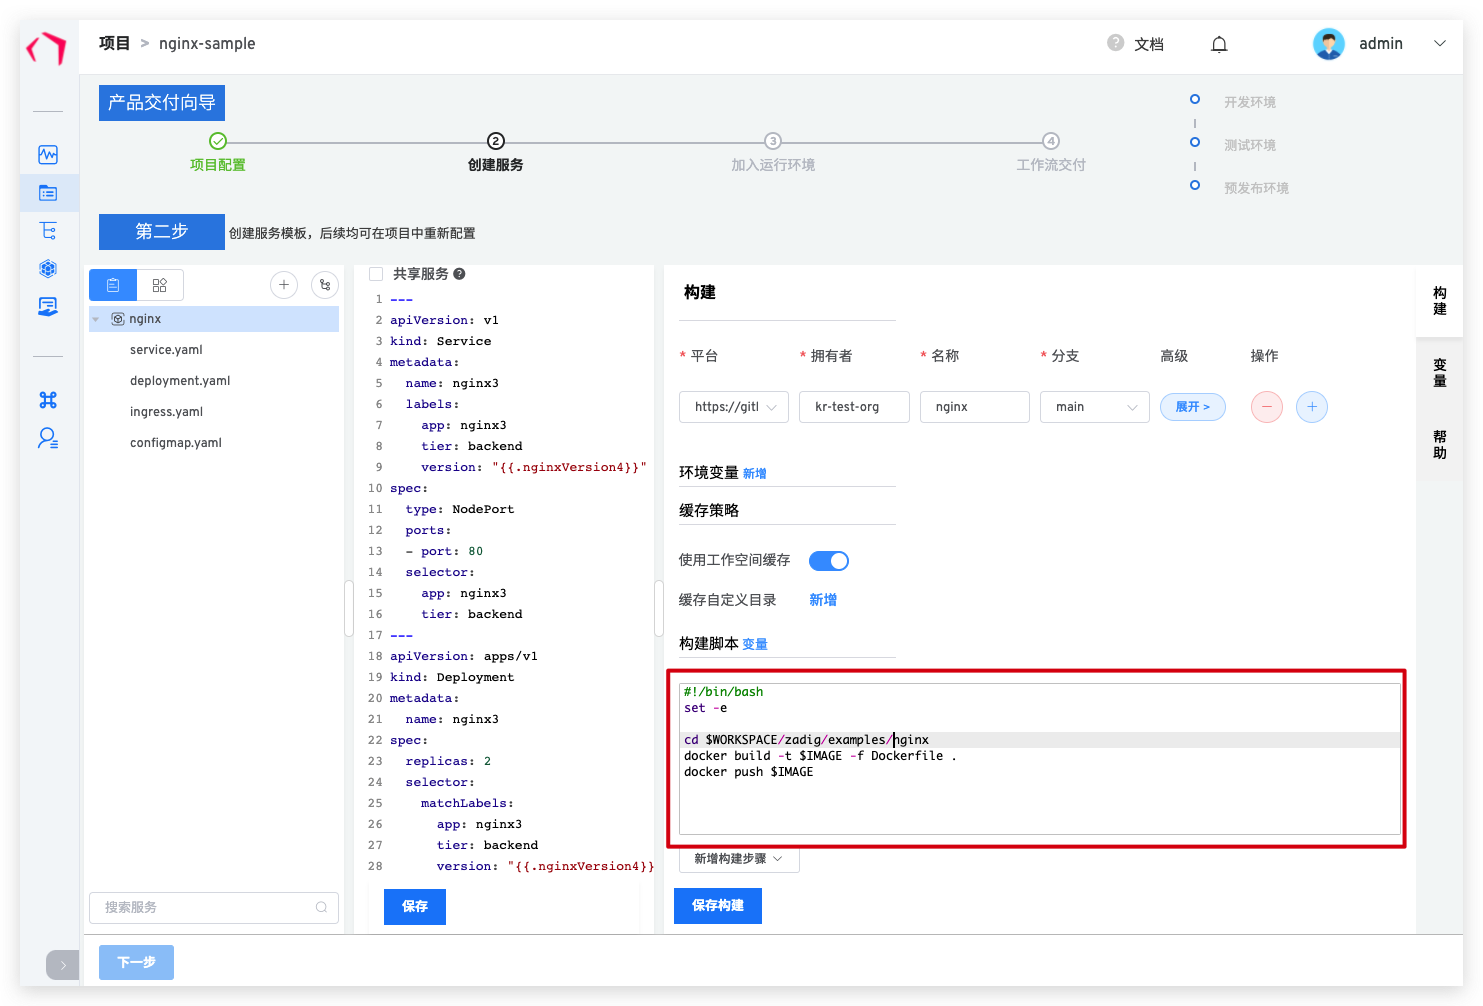 项目 > nginx-sample
文档
admin
产品交付向导
2
3
4
项目配置
创建服务
加入运行环境
工作流交付
开发环境
测试环境
预发布环境
第二步
创建服务模板，后续均可在项目中重新配置
nginx
service.yaml
deployment.yaml
ingress.yaml
configmap.yaml
搜索服务
共享服务
1 ---
2 apiVersion: v1
3 kind: Service
4 metadata:
5   name: nginx3
6   labels:
7     app: nginx3
8     tier: backend
9     version: "{{.nginxVersion4}}"
10 spec:
11   type: NodePort
12   ports:
13   - port: 80
14   selector:
15     app: nginx3
16     tier: backend
17 ---
18 apiVersion: apps/v1
19 kind: Deployment
20 metadata:
21   name: nginx3
22 spec:
23   replicas: 2
24   selector:
25     matchLabels:
26       app: nginx3
27       tier: backend
28       version: "{{.nginxVersion4}}
保存
构建
* 平台 * 拥有者 * 名称 * 分支 高级 操作
https://gitl kr-test-org nginx main 展开 >
环境变量 新增
缓存策略
使用工作空间缓存
缓存自定义目录 新增
构建脚本 变量
#!/bin/bash
set -e
cd $WORKSPACE/zadig/examples/nginx
docker build -t $IMAGE -f Dockerfile .
docker push $IMAGE
新增构建步骤
保存构建
构建
变量
帮助
下一步